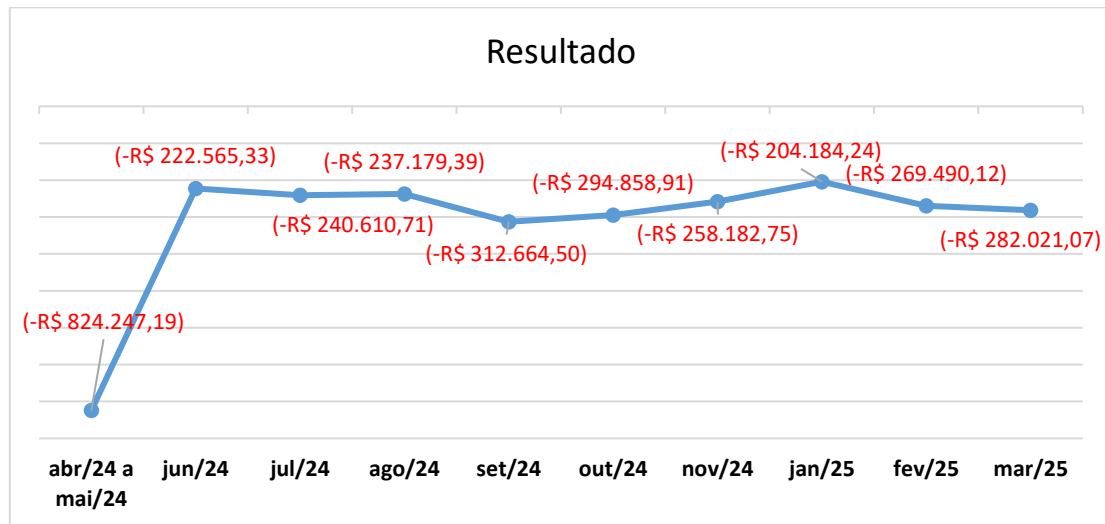 Resultado
(-R$ 222.565,33)
(-R$ 237.179,39)
(-R$ 204.184,24)
(-R$ 269.490,12)
(-R$ 294.858,91)
(-R$ 240.610,71)
(-R$ 312.664,50)
(-R$ 258.182,75)
(-R$ 282.021,07)
(-R$ 824.247,19)
abr/24 a
mai/24
jun/24
jul/24
ago/24
set/24
out/24
nov/24
jan/25
fev/25
mar/25